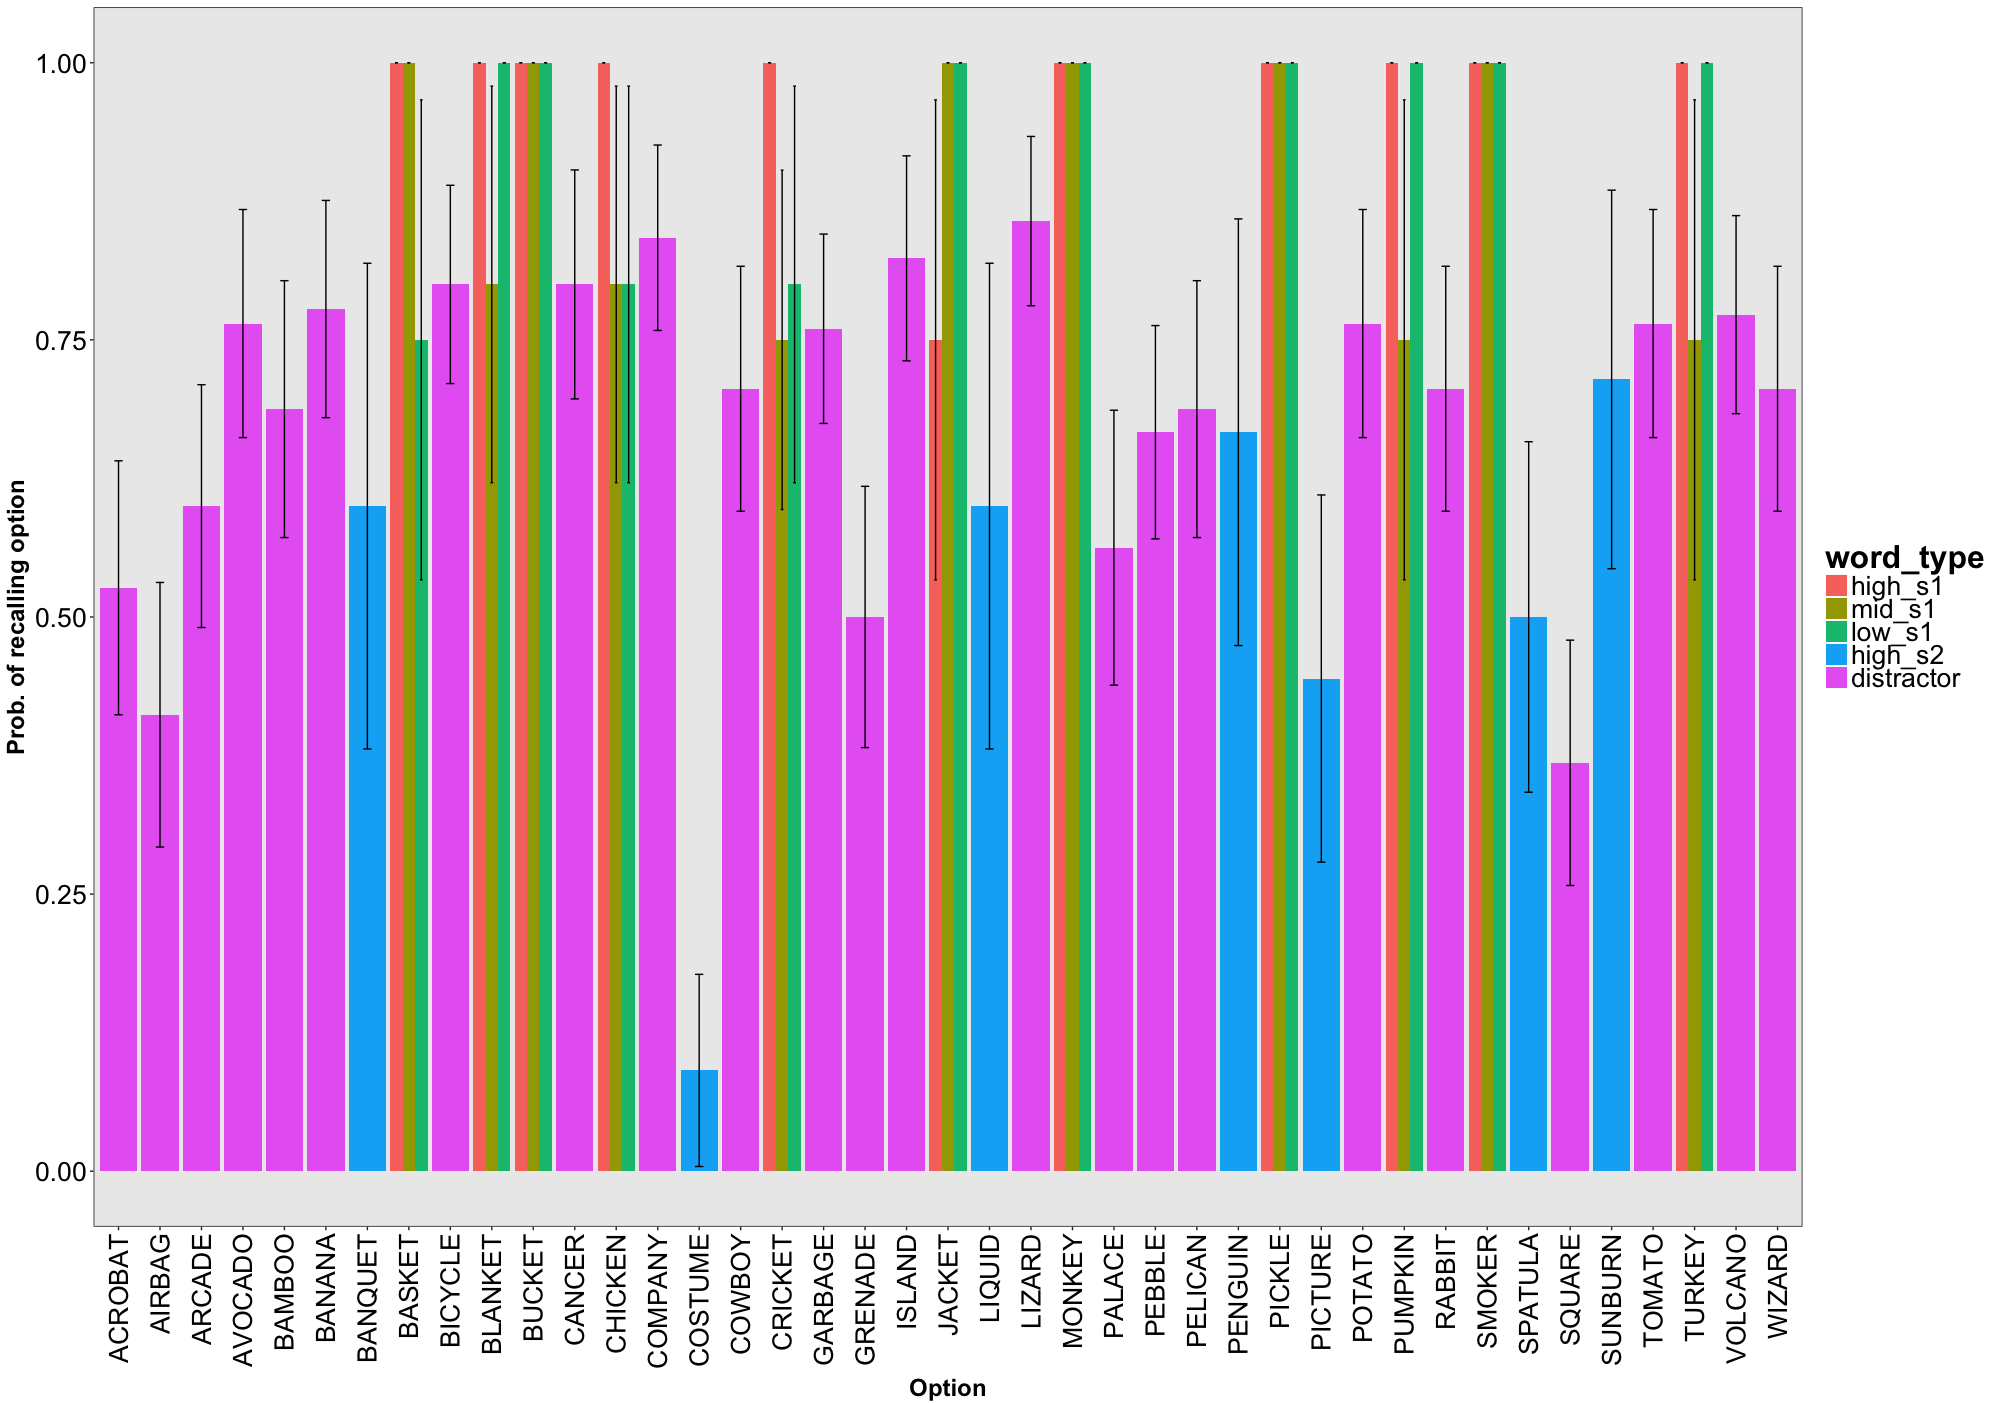 1.00
0.75
0.50
0.25
0.00
Prob. of recalling option
ACROBAT
AIRBAG
ARCADE
AVOCADO
BAMBOO
BANANA
BANQUET
BASKET
BICYCLE
BLANKET
BUCKET
CANCER
CHICKEN
COMPANY
COSTUME
COWBOY
CRICKET
GARBAGE
GRENADE
ISLAND
JACKET
LIQUID
LIZARD
MONKEY
PALACE
PEBBLE
PELICAN
PENGUIN
PICKLE
PICTURE
POTATO
PUMPKIN
RABBIT
SMOKER
SPATULA
SQUARE
SUNBURN
TOMATO
TURKEY
VOLCANO
WIZARD
Option
word_type
high_s1
mid_s1
low_s1
high_s2
distractor